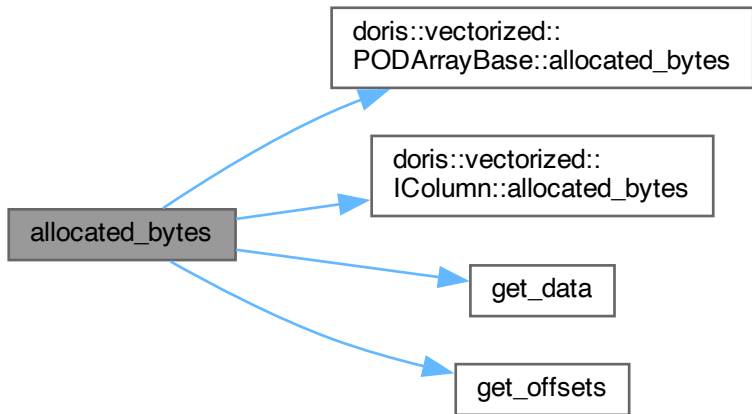 doris::vectorized::
PODArrayBase::allocated_bytes
doris::vectorized::
IColumn::allocated_bytes
allocated_bytes
get_data
get_offsets